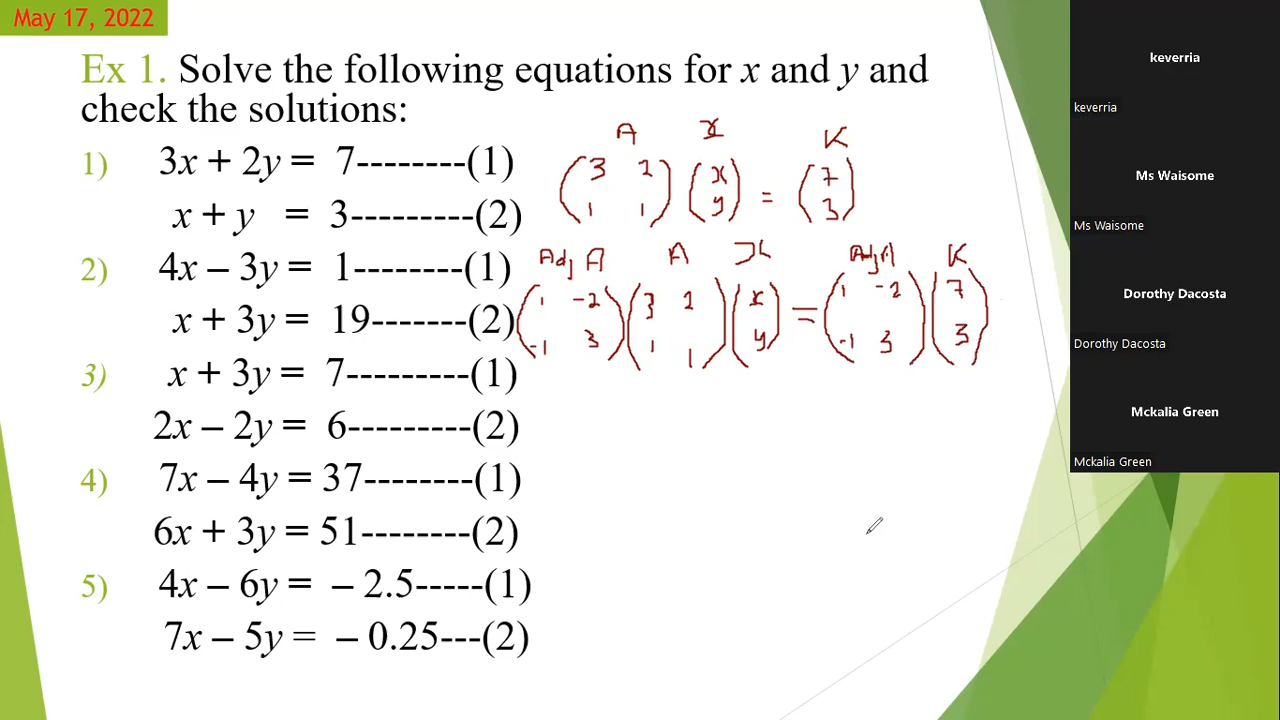 May 17, 2022
Ex 1. Solve the following equations for x and y and
check the solutions:
1) 3x + 2y = 7--------(1)
x + y = 3---------(2)
2) 4x – 3y = 1--------(1)
x + 3y = 19-------(2)
3) x + 3y = 7---------(1)
2x – 2y = 6---------(2)
4) 7x – 4y = 37--------(1)
6x + 3y = 51--------(2)
5) 4x – 6y = – 2.5-----(1)
7x – 5y = – 0.25---(2)
A x K
(3 2) (x) = (7)
(1 1) (y) (3)
Adj A A x Adj A K
(1 -2) (3 2) (x) = (1 -2) (7)
(-1 3) (1 1) (y) (-1 3) (3)
keverria
keverria
Ms Waisome
Ms Waisome
Dorothy Dacosta
Dorothy Dacosta
Mckalia Green
Mckalia Green